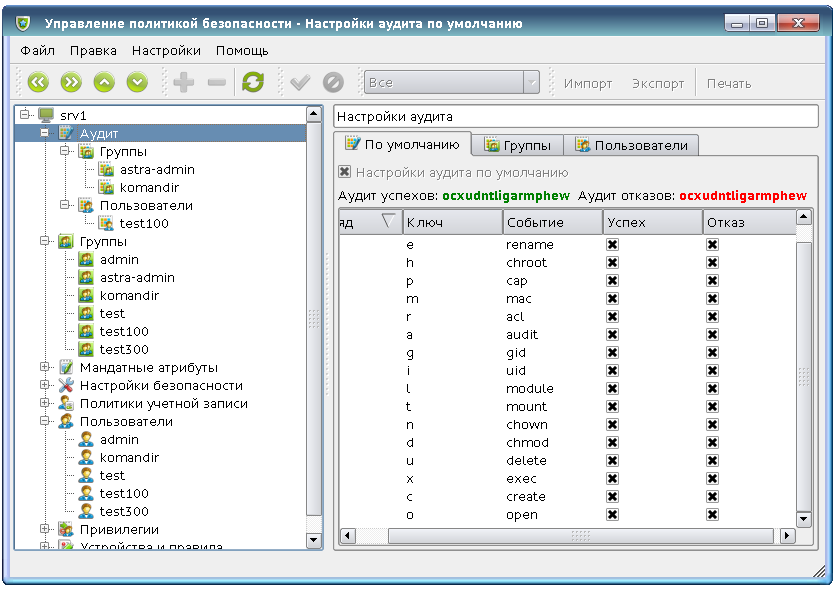 Управление политикой безопасности - Настройки аудита по умолчанию
Файл Правка Настройки Помощь
Все Импорт Экспорт Печать
srv1
Аудит
Группы
astra-admin
komandir
Пользователи
test100
Группы
admin
astra-admin
komandir
test
test100
test300
Мандатные атрибуты
Настройки безопасности
Политики учетной записи
Пользователи
admin
komandir
test
test100
test300
Привилегии
Устройства и правила
Настройки аудита
По умолчанию Группы Пользователи
Настройки аудита по умолчанию
Аудит успехов: ocxudntligarmphew Аудит отказов: ocxudntligarmphew
яд Ключ Событие Успех Отказ
e rename
h chroot
p cap
m mac
r acl
a audit
g gid
i uid
l module
t mount
n chown
d chmod
u delete
x exec
c create
o open